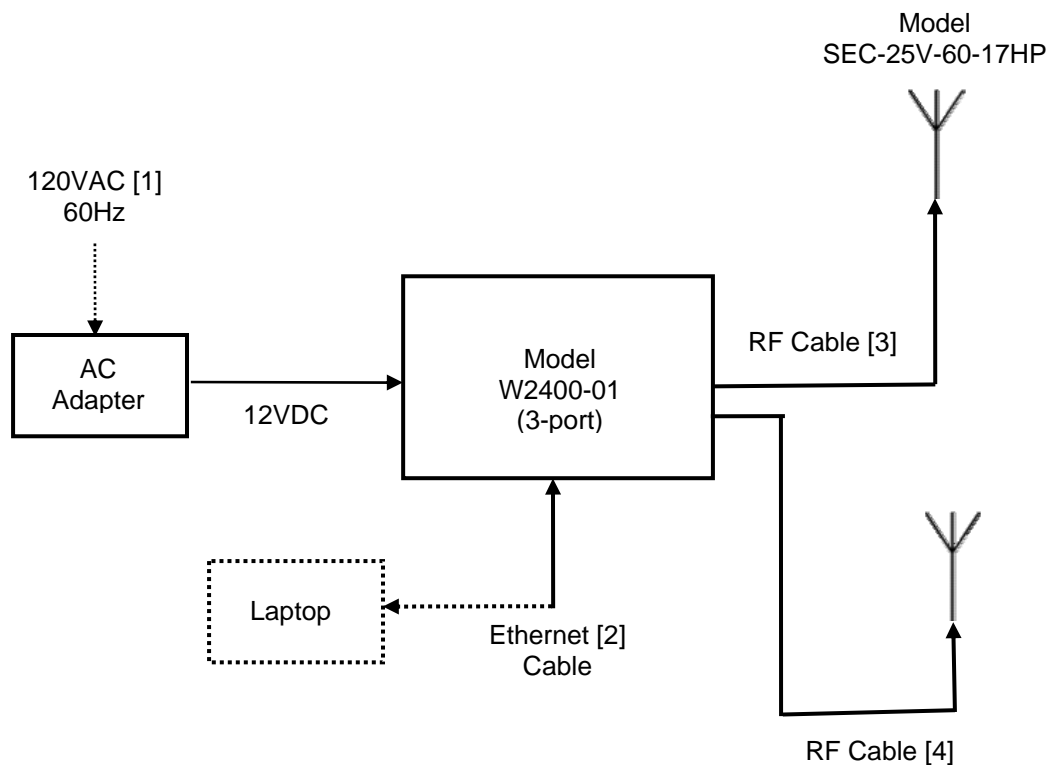 Model
SEC-25V-60-17HP
120VAC [1]
60Hz
AC
Adapter
12VDC
Model
W2400-01
(3-port)
RF Cable [3]
Laptop
Ethernet [2]
Cable
RF Cable [4]